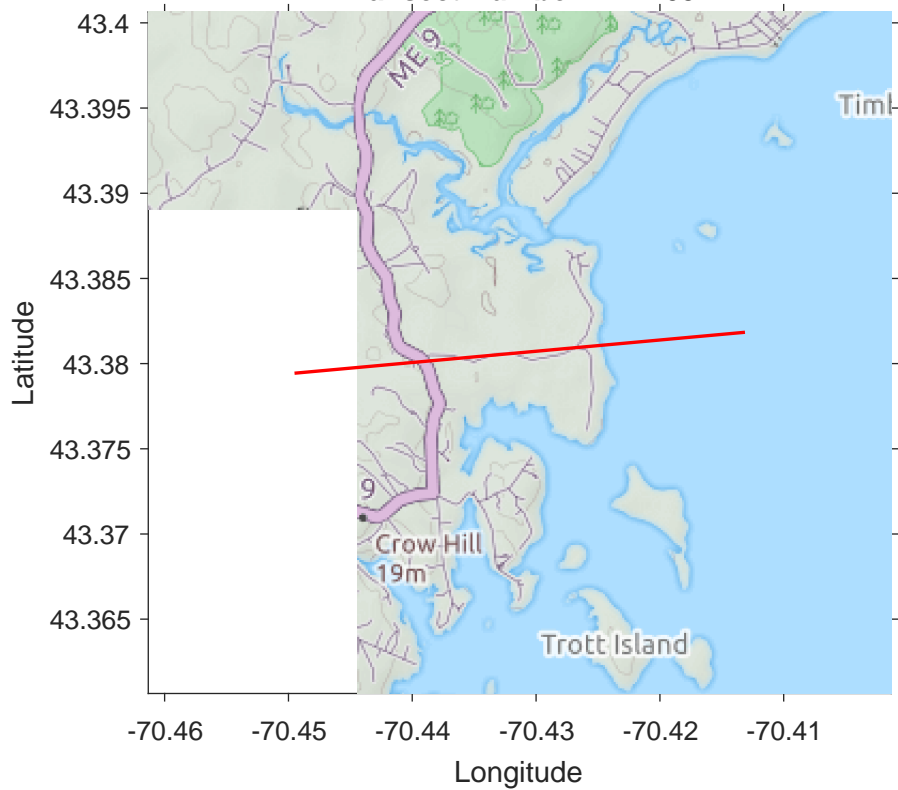 43.4
43.395
43.39
43.385
43.38
43.375
43.37
43.365
Latitude
ME 9
9
Crow Hill
19m
Trott Island
-70.46
-70.45
-70.44
-70.43
-70.42
-70.41
Longitude